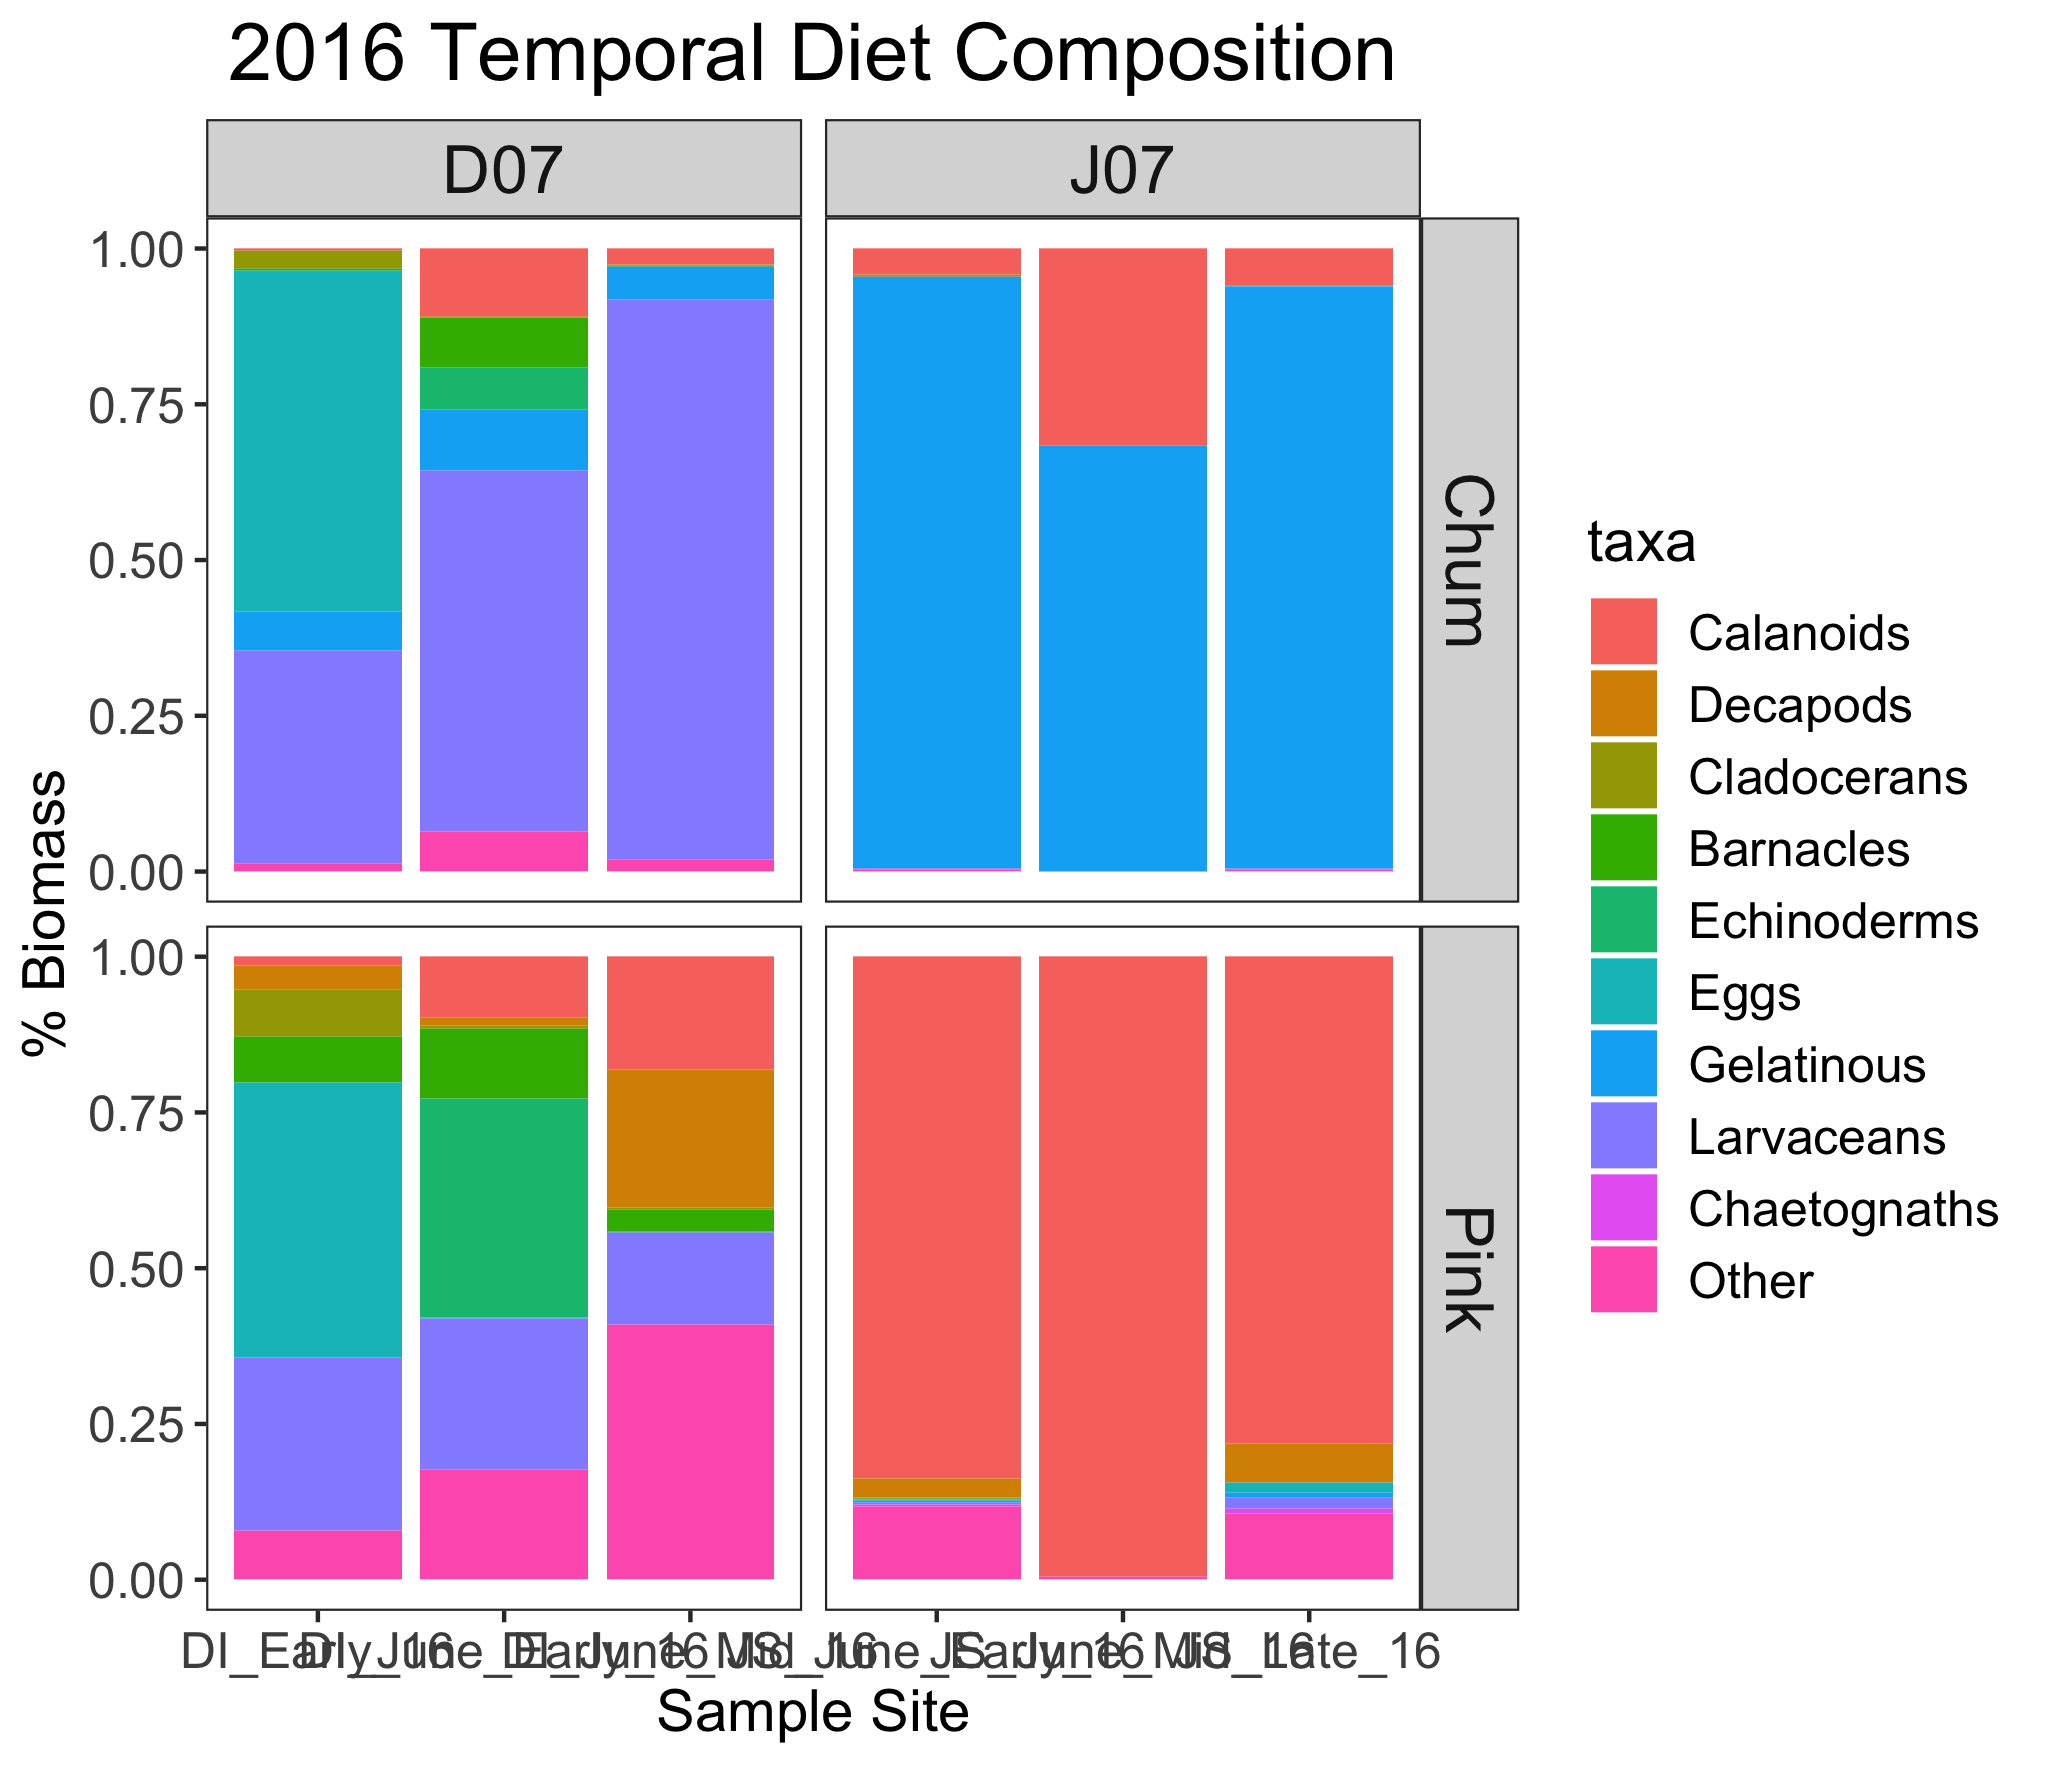 2016 Temporal Diet Composition
D07
J07
1.00
0.75
0.50
0.25
0.00
Chum
% Biomass
1.00
0.75
0.50
0.25
0.00
Pink
JS_Late_16
Sample Site
taxa
Calanoids
Decapods
Cladocerans
Barnacles
Echinoderms
Eggs
Gelatinous
Larvaceans
Chaetognaths
Other